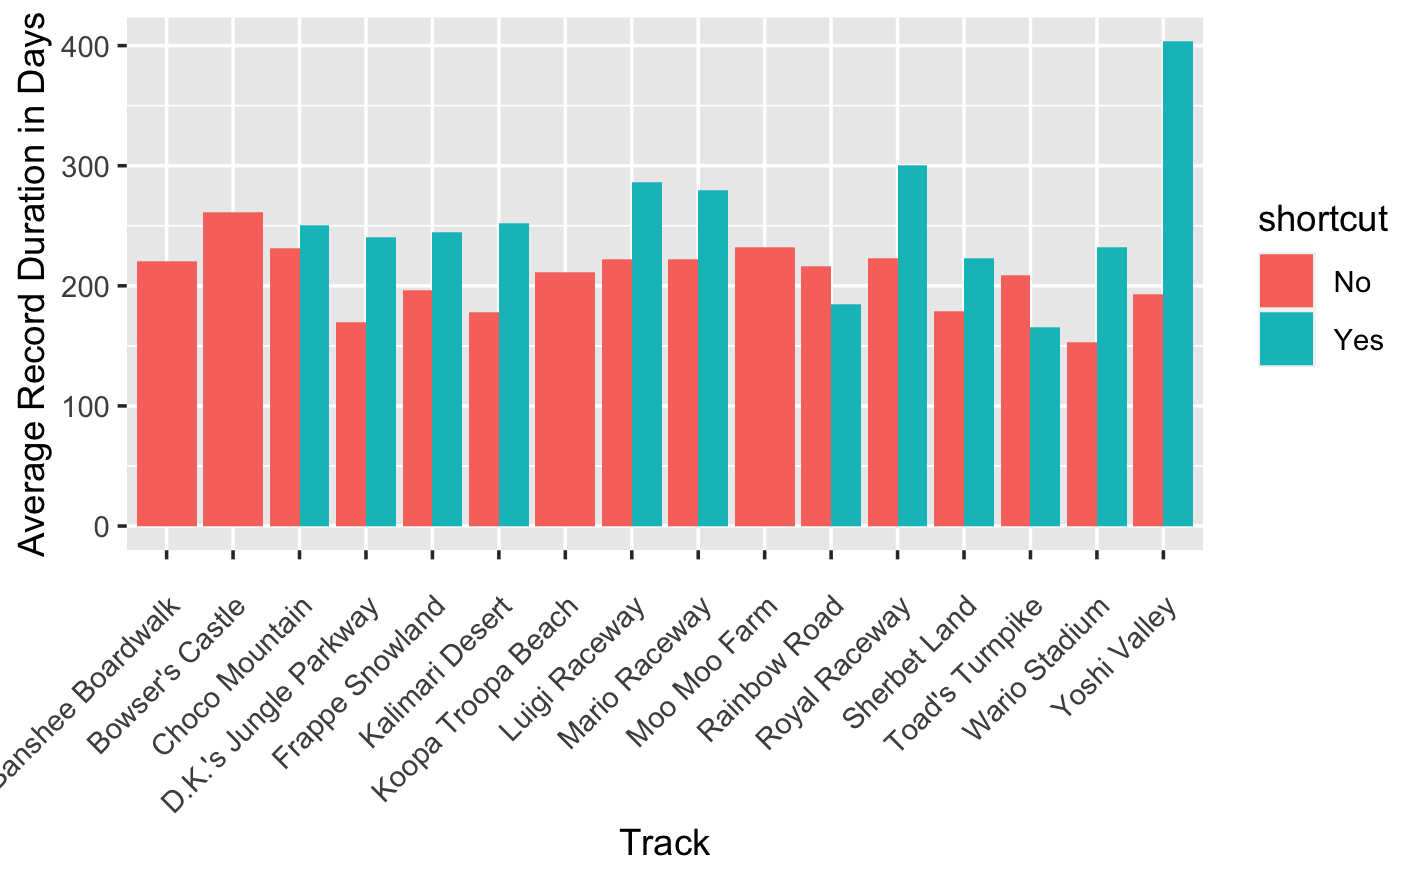 Average Record Duration in Days
400
300
200
100
0
Boardwalk
Bowser's Castle
Choco Mountain
D.K.'s Jungle Parkway
Frappe Snowland
Kalimari Desert
Koopa Troopa Beach
Luigi Raceway
Mario Raceway
Moo Moo Farm
Rainbow Road
Royal Raceway
Sherbet Land
Toad's Turnpike
Wario Stadium
Yoshi Valley
Track
shortcut
No
Yes